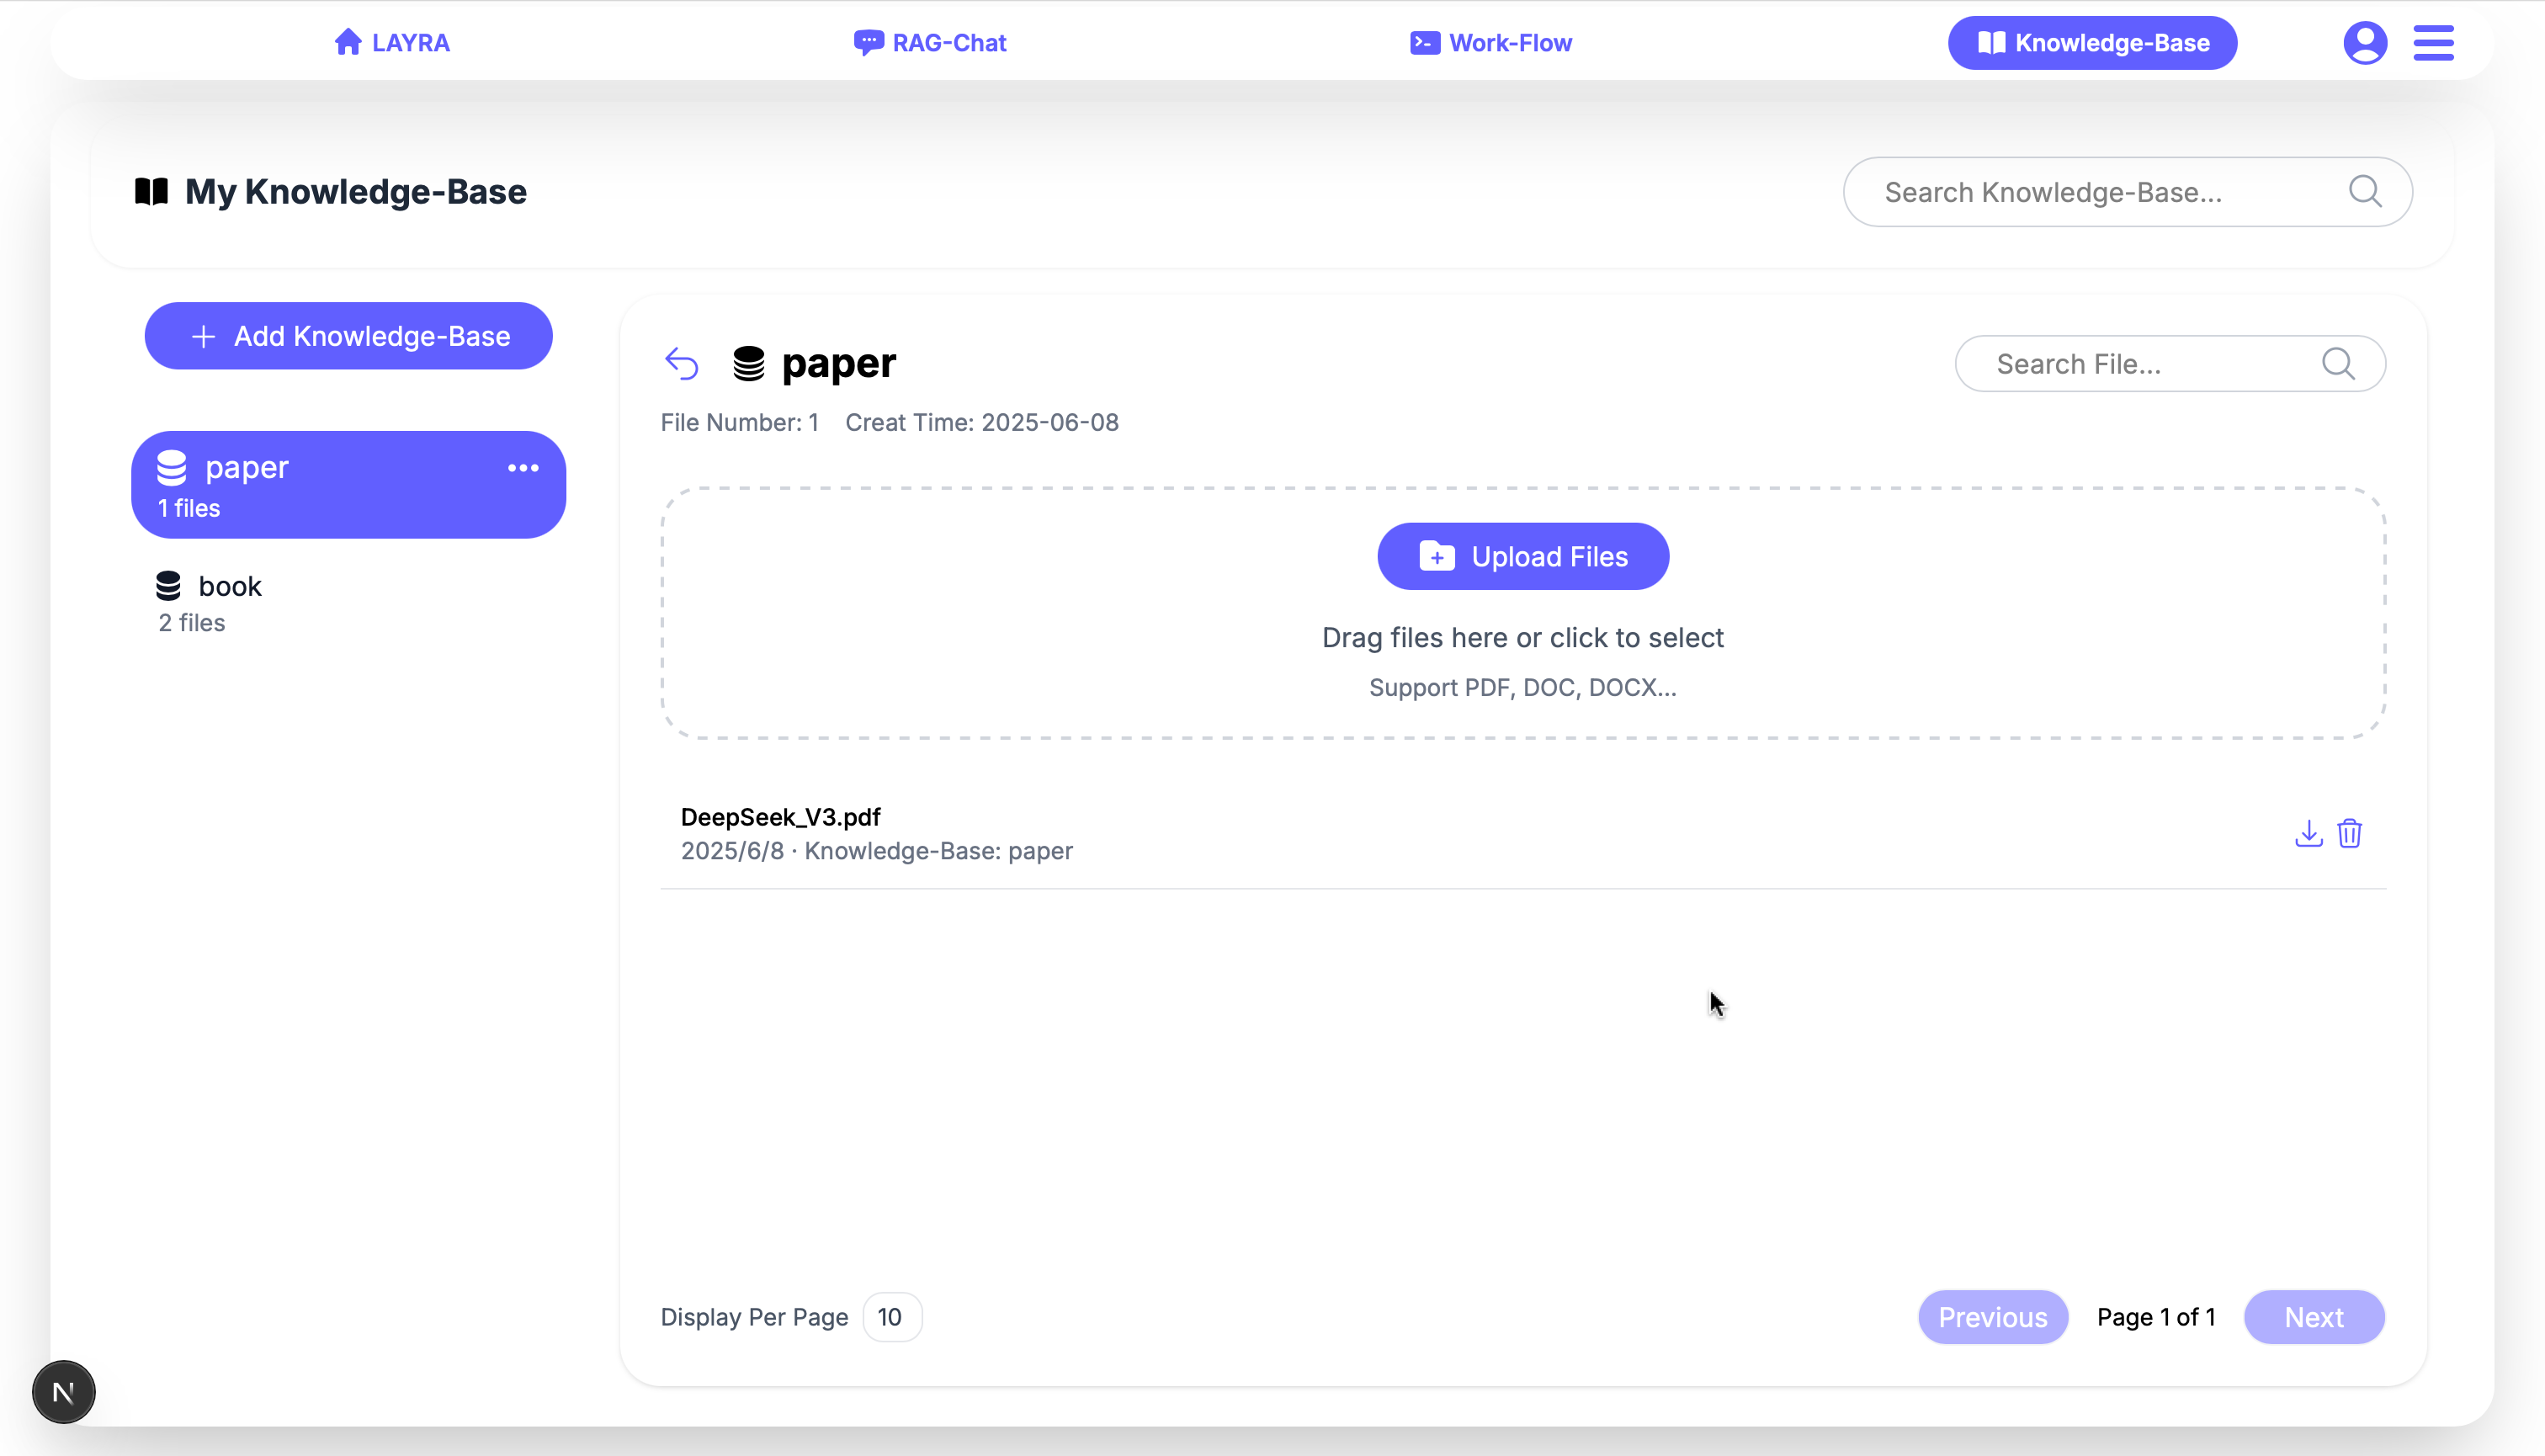 LAYRA
RAG-Chat
Work-Flow
Knowledge-Base
My Knowledge-Base
Search Knowledge-Base...
Add Knowledge-Base
paper
1 files
book
2 files
paper
Search File...
File Number: 1 Creat Time: 2025-06-08
Upload Files
Drag files here or click to select
Support PDF, DOC, DOCX...
DeepSeek_V3.pdf
2025/6/8 · Knowledge-Base: paper
Display Per Page 10
Previous Page 1 of 1 Next
N